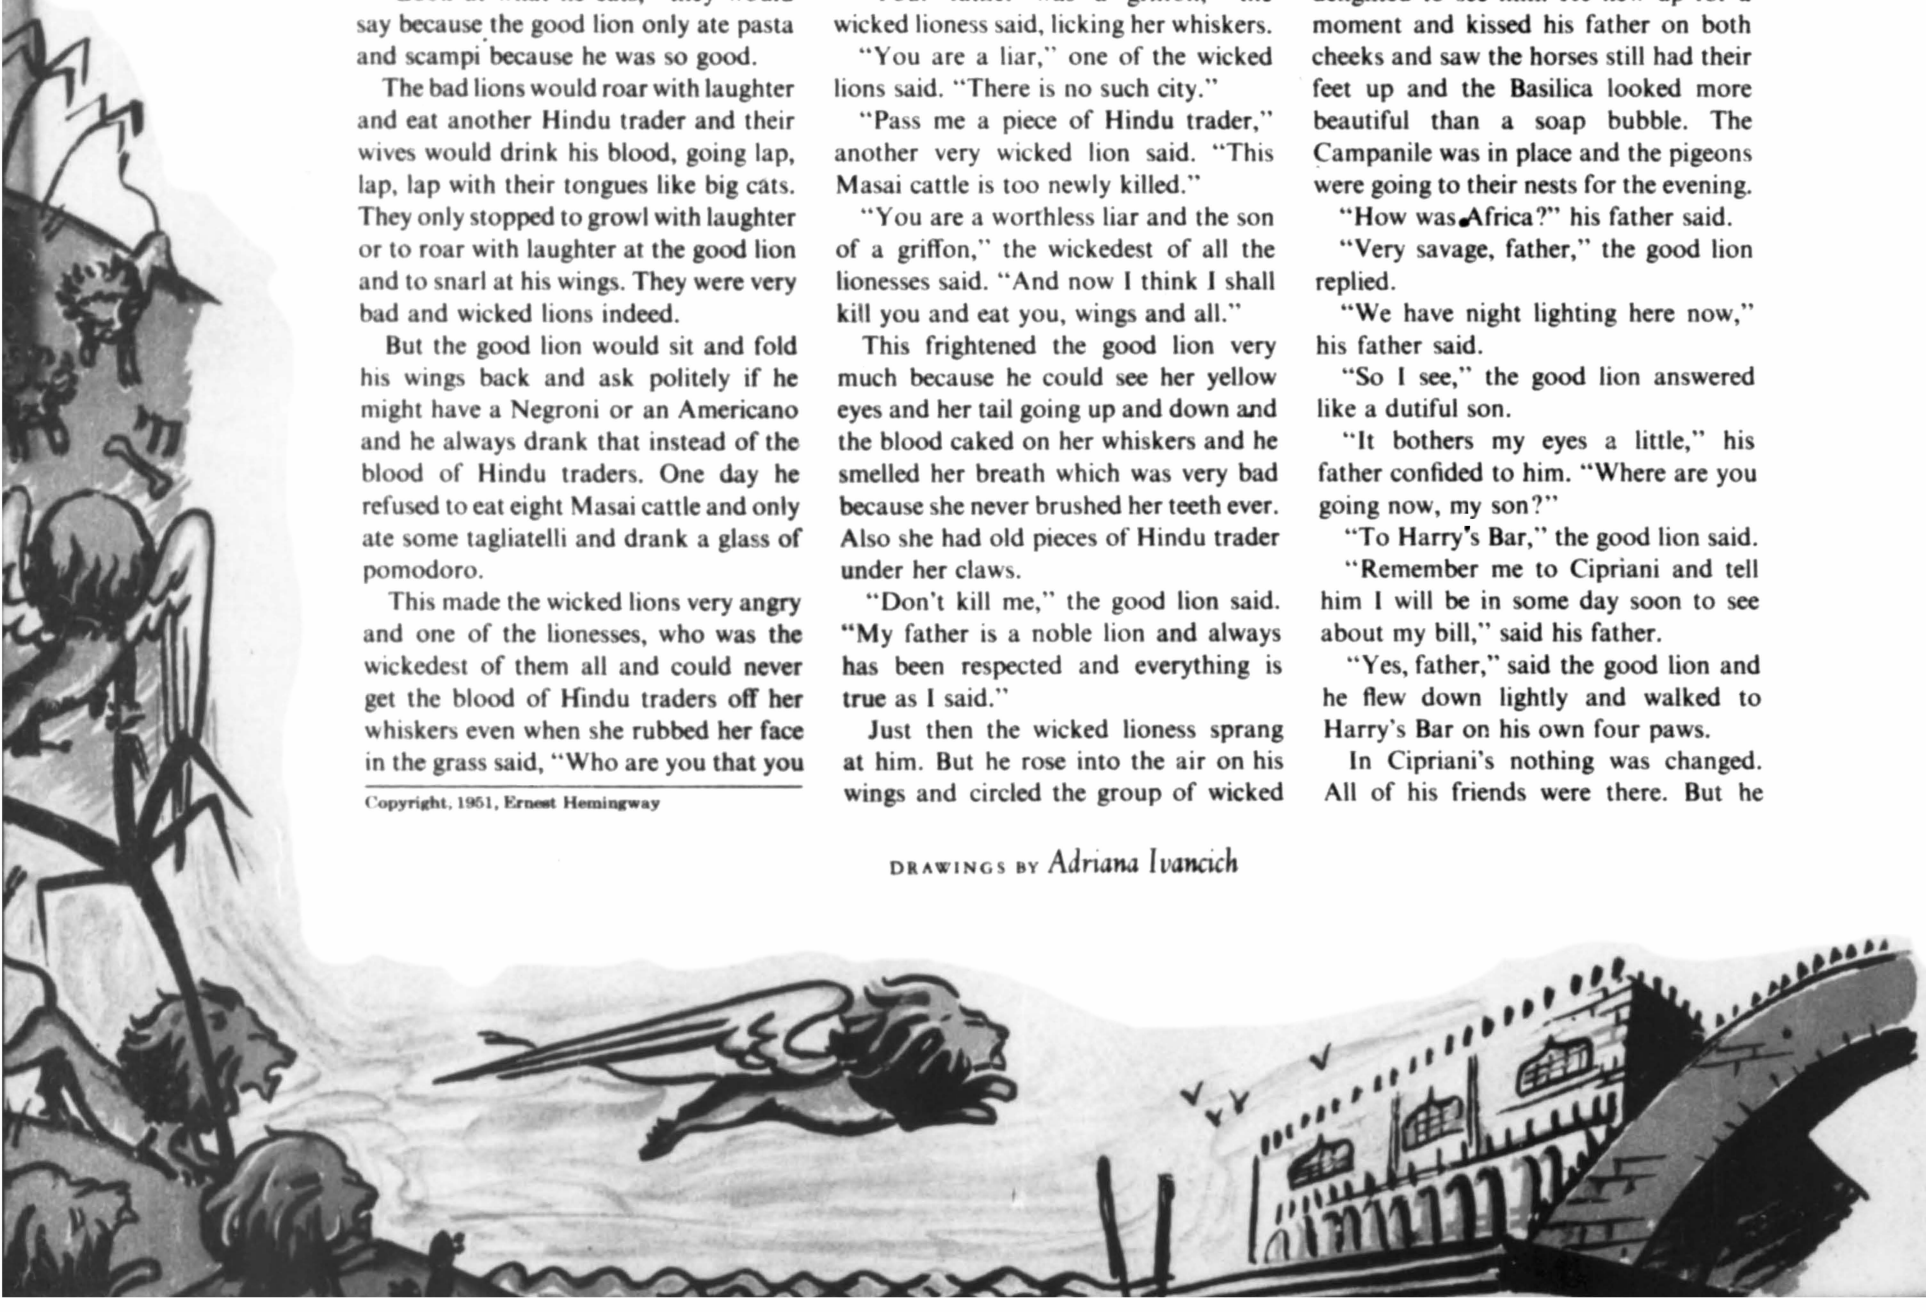 say because the good lion only ate pasta
and scampi because he was so good.
The bad lions would roar with laughter
and eat another Hindu trader and their
wives would drink his blood, going lap,
lap, lap with their tongues like big cats.
They only stopped to growl with laughter
or to roar with laughter at the good lion
and to snarl at his wings. They were very
bad and wicked lions indeed.
But the good lion would sit and fold
his wings back and ask politely if he
might have a Negroni or an Americano
and he always drank that instead of the
blood of Hindu traders. One day he
refused to eat eight Masai cattle and only
ate some tagliatelli and drank a glass of
pomodoro.
This made the wicked lions very angry
and one of the lionesses, who was the
wickedest of them all and could never
get the blood of Hindu traders off her
whiskers even when she rubbed her face
in the grass said, "Who are you that you
Copyright, 1951, Ernest Hemingway
wicked lioness said, licking her whiskers.
"You are a liar," one of the wicked
lions said. "There is no such city."
"Pass me a piece of Hindu trader,"
another very wicked lion said. "This
Masai cattle is too newly killed."
"You are a worthless liar and the son
of a griffon," the wickedest of all the
lionesses said. "And now I think I shall
kill you and eat you, wings and all."
This frightened the good lion very
much because he could see her yellow
eyes and her tail going up and down and
the blood caked on her whiskers and he
smelled her breath which was very bad
because she never brushed her teeth ever.
Also she had old pieces of Hindu trader
under her claws.
"Don't kill me," the good lion said.
"My father is a noble lion and always
has been respected and everything is
true as I said."
Just then the wicked lioness sprang
at him. But he rose into the air on his
wings and circled the group of wicked
moment and kissed his father on both
cheeks and saw the horses still had their
feet up and the Basilica looked more
beautiful than a soap bubble. The
Campanile was in place and the pigeons
were going to their nests for the evening.
"How was Africa?" his father said.
"Very savage, father," the good lion
replied.
"We have night lighting here now,"
his father said.
"So I see," the good lion answered
like a dutiful son.
"It bothers my eyes a little," his
father confided to him. "Where are you
going now, my son?"
"To Harry's Bar," the good lion said.
"Remember me to Cipriani and tell
him I will be in some day soon to see
about my bill," said his father.
"Yes, father," said the good lion and
he flew down lightly and walked to
Harry's Bar on his own four paws.
In Cipriani's nothing was changed.
All of his friends were there. But he
DRAWINGS BY Adriana Ivancich